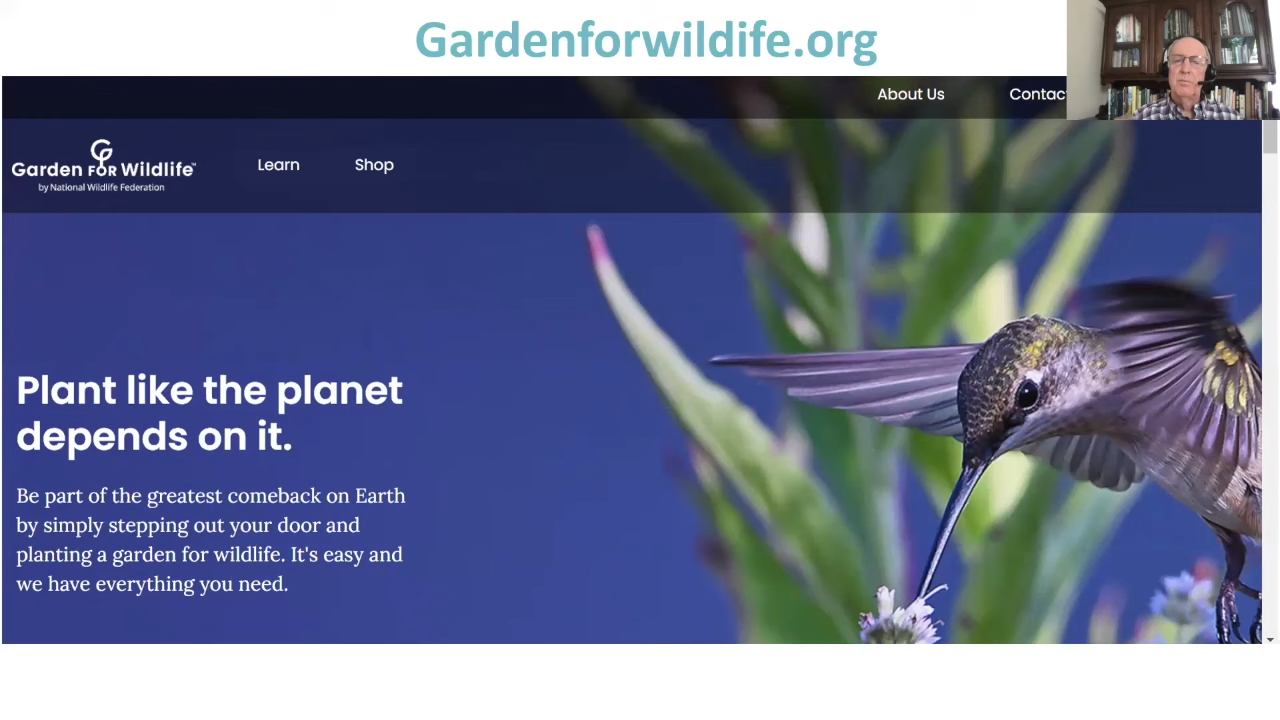 Gardenforwildife.org
About Us
Contac
Garden FOR Wildlife™
by National Wildlife Federation
Learn
Shop
Plant like the planet
depends on it.
Be part of the greatest comeback on Earth
by simply stepping out your door and
planting a garden for wildlife. It's easy and
we have everything you need.